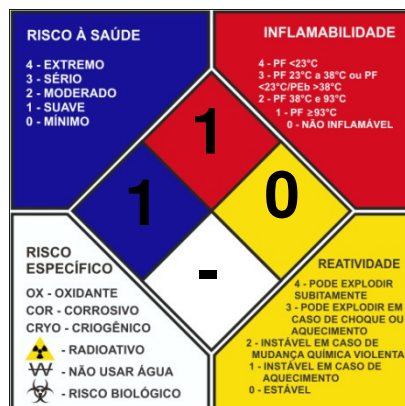 RISCO À SAÚDE
4 - EXTREMO
3 - SÉRIO
2 - MODERADO
1 - SUAVE
0 - MÍNIMO
INFLAMABILIDADE
4 - PF <23°C
3 - PF 23°C a 38°C ou PF
<23°C/PEb >38°C
2 - PF 38°C e 93°C
1 - PF ≥93°C
0 - NÃO INFLAMÁVEL
1
1
0
-
RISCO
ESPECÍFICO
OX - OXIDANTE
COR - CORROSIVO
CRYO - CRIOGÊNICO
- RADIOATIVO
W - NÃO USAR ÁGUA
- RISCO BIOLÓGICO
REATIVIDADE
4 - PODE EXPLODIR
SUBITAMENTE
3 - PODE EXPLODIR EM
CASO DE CHOQUE OU
AQUECIMENTO
2 - INSTÁVEL EM CASO DE
MUDANÇA QUÍMICA VIOLENTA
1 - INSTÁVEL EM CASO DE
AQUECIMENTO
0 - ESTÁVEL